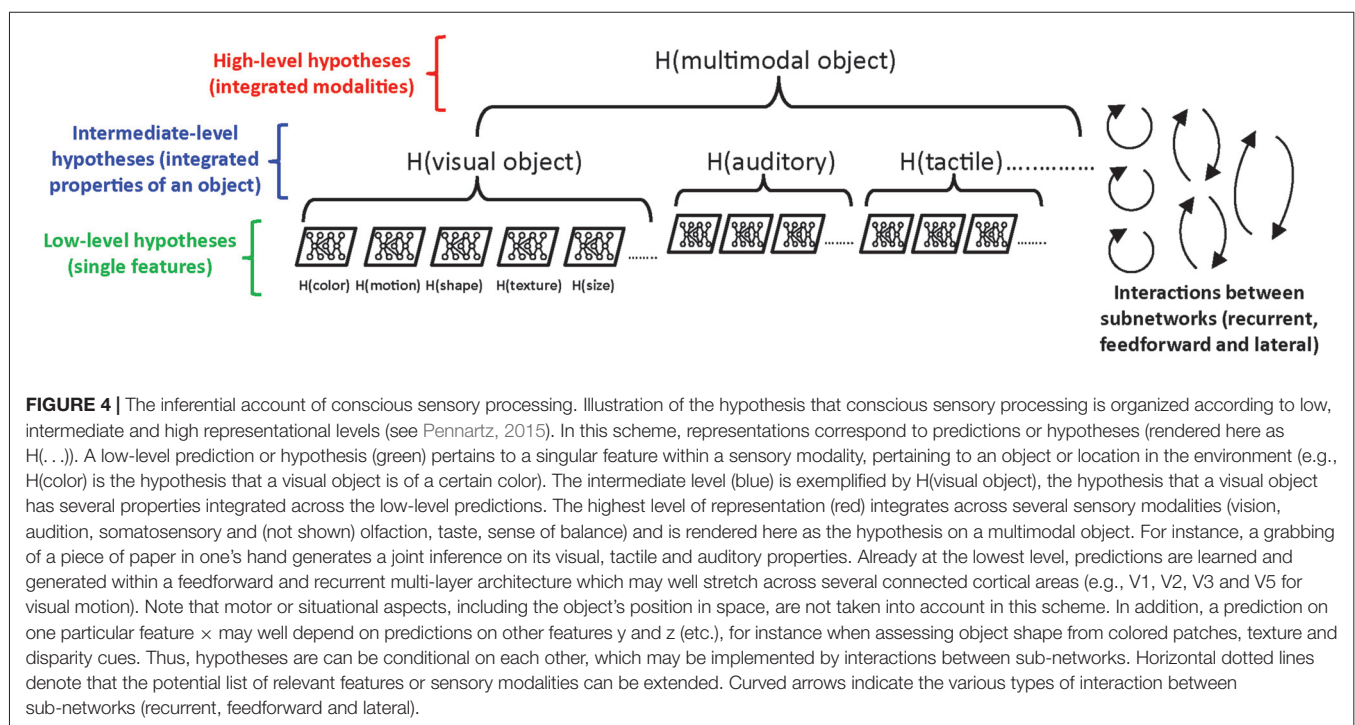 High-level hypotheses
(integrated modalities)
H(multimodal object)
Intermediate-level
hypotheses (integrated
properties of an object)
H(visual object)
H(auditory)
H(tactile)...............
Low-level hypotheses
(single features)
........
........
........
H(color) H(motion) H(shape) H(texture) H(size)
Interactions between
subnetworks (recurrent,
feedforward and lateral)
FIGURE 4 | The inferential account of conscious sensory processing. Illustration of the hypothesis that conscious sensory processing is organized according to low,
intermediate and high representational levels (see Pennartz, 2015). In this scheme, representations correspond to predictions or hypotheses (rendered here as
H(. . .)). A low-level prediction or hypothesis (green) pertains to a singular feature within a sensory modality, pertaining to an object or location in the environment (e.g.,
H(color) is the hypothesis that a visual object is of a certain color). The intermediate level (blue) is exemplified by H(visual object), the hypothesis that a visual object
has several properties integrated across the low-level predictions. The highest level of representation (red) integrates across several sensory modalities (vision,
audition, somatosensory and (not shown) olfaction, taste, sense of balance) and is rendered here as the hypothesis on a multimodal object. For instance, a grabbing
of a piece of paper in one's hand generates a joint inference on its visual, tactile and auditory properties. Already at the lowest level, predictions are learned and
generated within a feedforward and recurrent multi-layer architecture which may well stretch across several connected cortical areas (e.g., V1, V2, V3 and V5 for
visual motion). Note that motor or situational aspects, including the object's position in space, are not taken into account in this scheme. In addition, a prediction on
one particular feature × may well depend on predictions on other features y and z (etc.), for instance when assessing object shape from colored patches, texture and
disparity cues. Thus, hypotheses are can be conditional on each other, which may be implemented by interactions between sub-networks. Horizontal dotted lines
denote that the potential list of relevant features or sensory modalities can be extended. Curved arrows indicate the various types of interaction between
sub-networks (recurrent, feedforward and lateral).